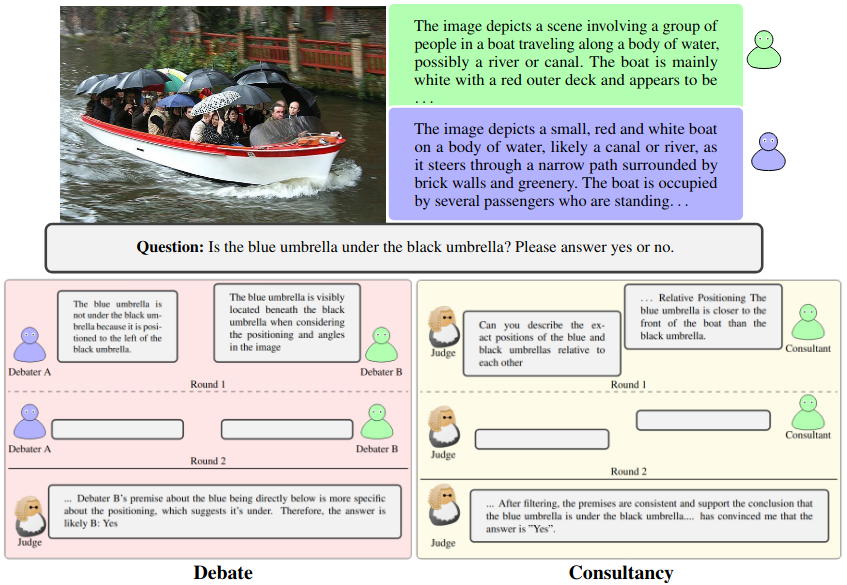 The image depicts a scene involving a group of
people in a boat traveling along a body of water,
possibly a river or canal. The boat is mainly
white with a red outer deck and appears to be
. . .
The image depicts a small, red and white boat
on a body of water, likely a canal or river, as
it steers through a narrow path surrounded by
brick walls and greenery. The boat is occupied
by several passengers who are standing. . .
Question: Is the blue umbrella under the black umbrella? Please answer yes or no.
The blue umbrella is
not under the black um-
brella because it is posi-
tioned to the left of the
black umbrella.
Debater A
The blue umbrella is visibly
located beneath the black
umbrella when considering
the positioning and angles
in the image
Debater B
Round 1
Debater A
Debater B
Round 2
... Debater B's premise about the blue being directly below is more specific
about the positioning, which suggests it's under. Therefore, the answer is
likely B: Yes
Judge
Debate
Judge
Can you describe the ex-
act positions of the blue and
black umbrellas relative to
each other
... Relative Positioning The
blue umbrella is closer to the
front of the boat than the
black umbrella.
Consultant
Round 1
Judge
Consultant
Round 2
... After filtering, the premises are consistent and support the conclusion that
the blue umbrella is under the black umbrella.... has convinced me that the
answer is "Yes".
Judge
Consultancy